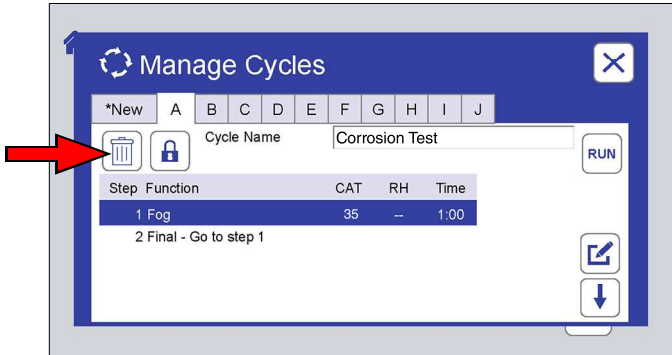 Manage Cycles
*New A B C D E F G H I J
Cycle Name Corrosion Test
RUN
Step Function CAT RH Time
1 Fog 35 -- 1:00
2 Final - Go to step 1